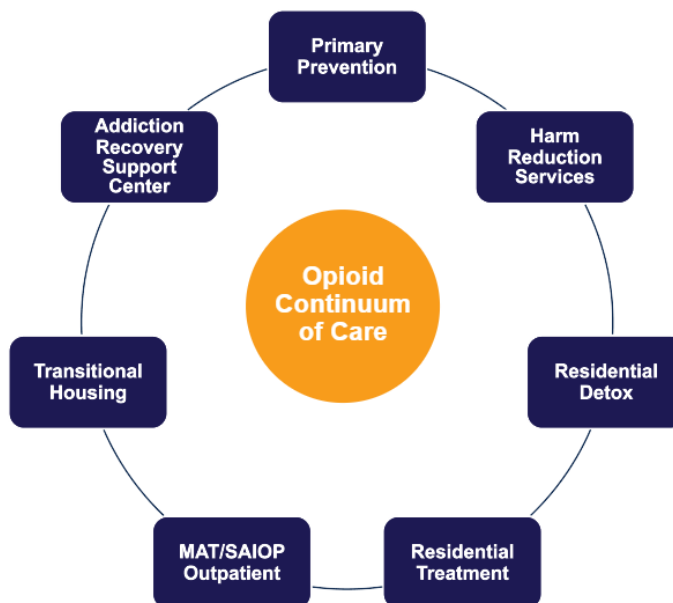 Primary
Prevention
Harm
Reduction
Services
Residential
Detox
Residential
Treatment
MAT/SAIOP
Outpatient
Transitional
Housing
Addiction
Recovery
Support
Center
Opioid
Continuum
of Care